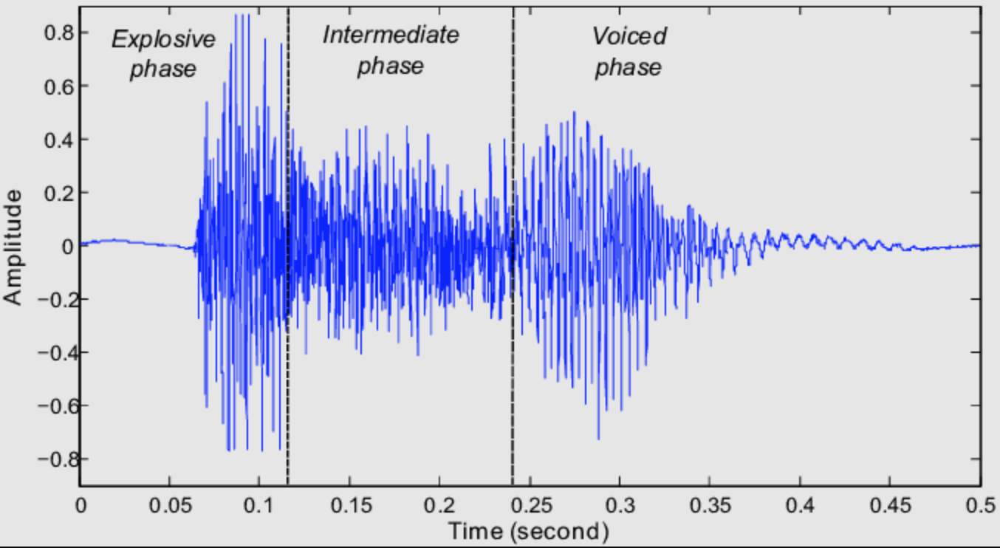 Explosive
phase
Intermediate
phase
Voiced
phase
0.8
0.6
0.4
0.2
0
−0.2
−0.4
−0.6
−0.8
Amplitude
0 0.05 0.1 0.15 0.2 0.25 0.3 0.35 0.4 0.45 0.5
Time (second)